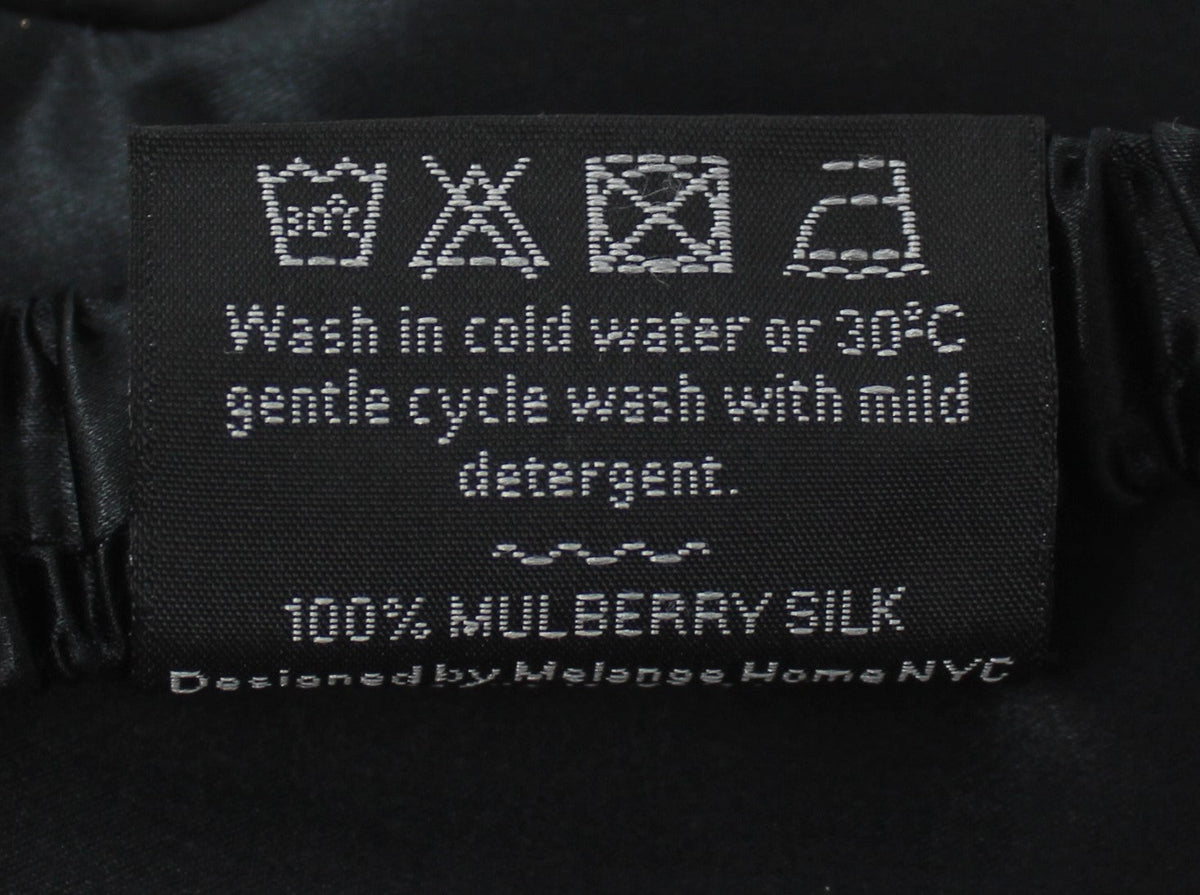 30°C
Wash in cold water or 30°C
gentle cycle wash with mild
detergent.
100% MULBERRY SILK
Designed by Melange Home NYC